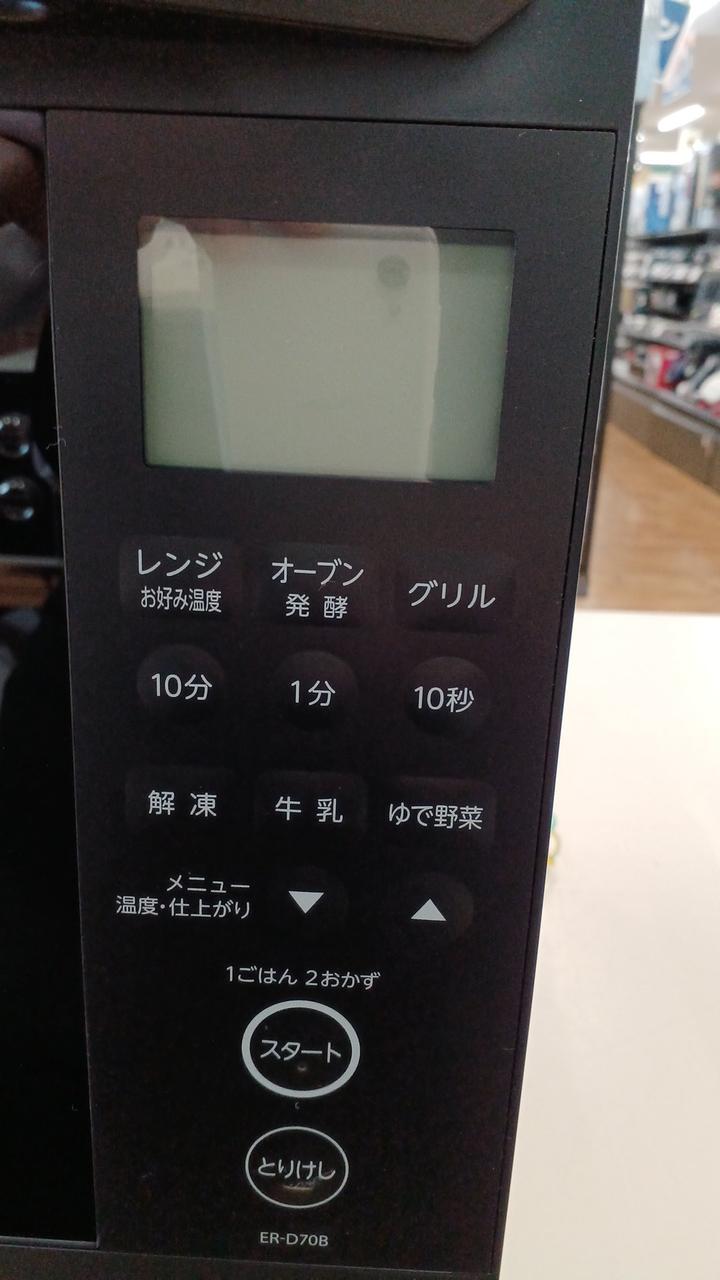 レンジ オーブン グリル
お好み温度 発酵
10分 1分 10秒
解凍 牛乳 ゆで野菜
メニュー
温度・仕上がり ▼ ▲
1ごはん 2おかず
スタート
とりけし
ER-D70B